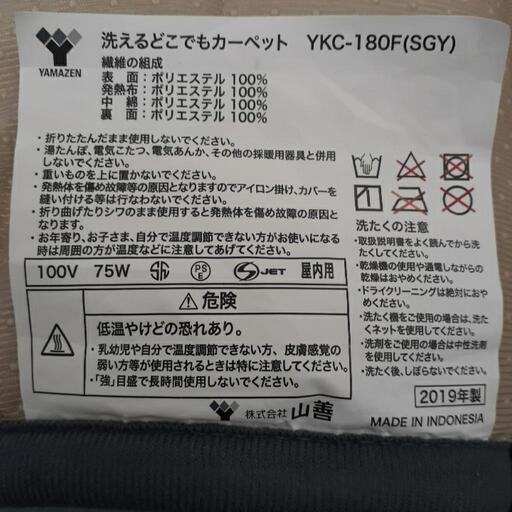 YAMAZEN
洗えるどこでもカーペット YKC-180F(SGY)
繊維の組成
表 面：ポリエステル 100%
発熱布：ポリエステル 100%
中 綿：ポリエステル 100%
裏 面：ポリエステル 100%
・折りたたんだまま使用しないでください。
・湯たんぽ、電気こたつ、電気あんか、その他の採暖用器具と併用
しないでください。
・重いものを上に置かないでください。
・発熱体を傷め故障等の原因となりますのでアイロン掛け、カバーを
縫い付ける等は行なわないでください。
・折り曲げたりシワのまま使用すると発熱体を傷め故障等の原因と
なります。
・お年寄り、お子さま、自分で温度調節できない方がお使いになる
時は周囲の方が温度などに注意してあげてください。
100V 75W SG PSE S JET 屋内用
洗たくの注意
・取扱説明書をよく読んでから洗
たくしてください。
・乾燥機の使用や通電しながらの
乾燥はおやめください。
・ドライクリーニングは絶対におや
めください。
・洗たく機をご使用の場合は、洗た
くネットを使用してください。
・洗剤をご使用の場合は中性洗剤
を使用してください。
・洗たく後、しぼらないでください。
危険
低温やけどの恐れあり。
・乳幼児や自分で温度調節できない方、皮膚感覚の
弱い方等が使用されるときは特に注意してください。
・「強」目盛で長時間使用しないでください。
株式会社 山善
2019年製
MADE IN INDONESIA